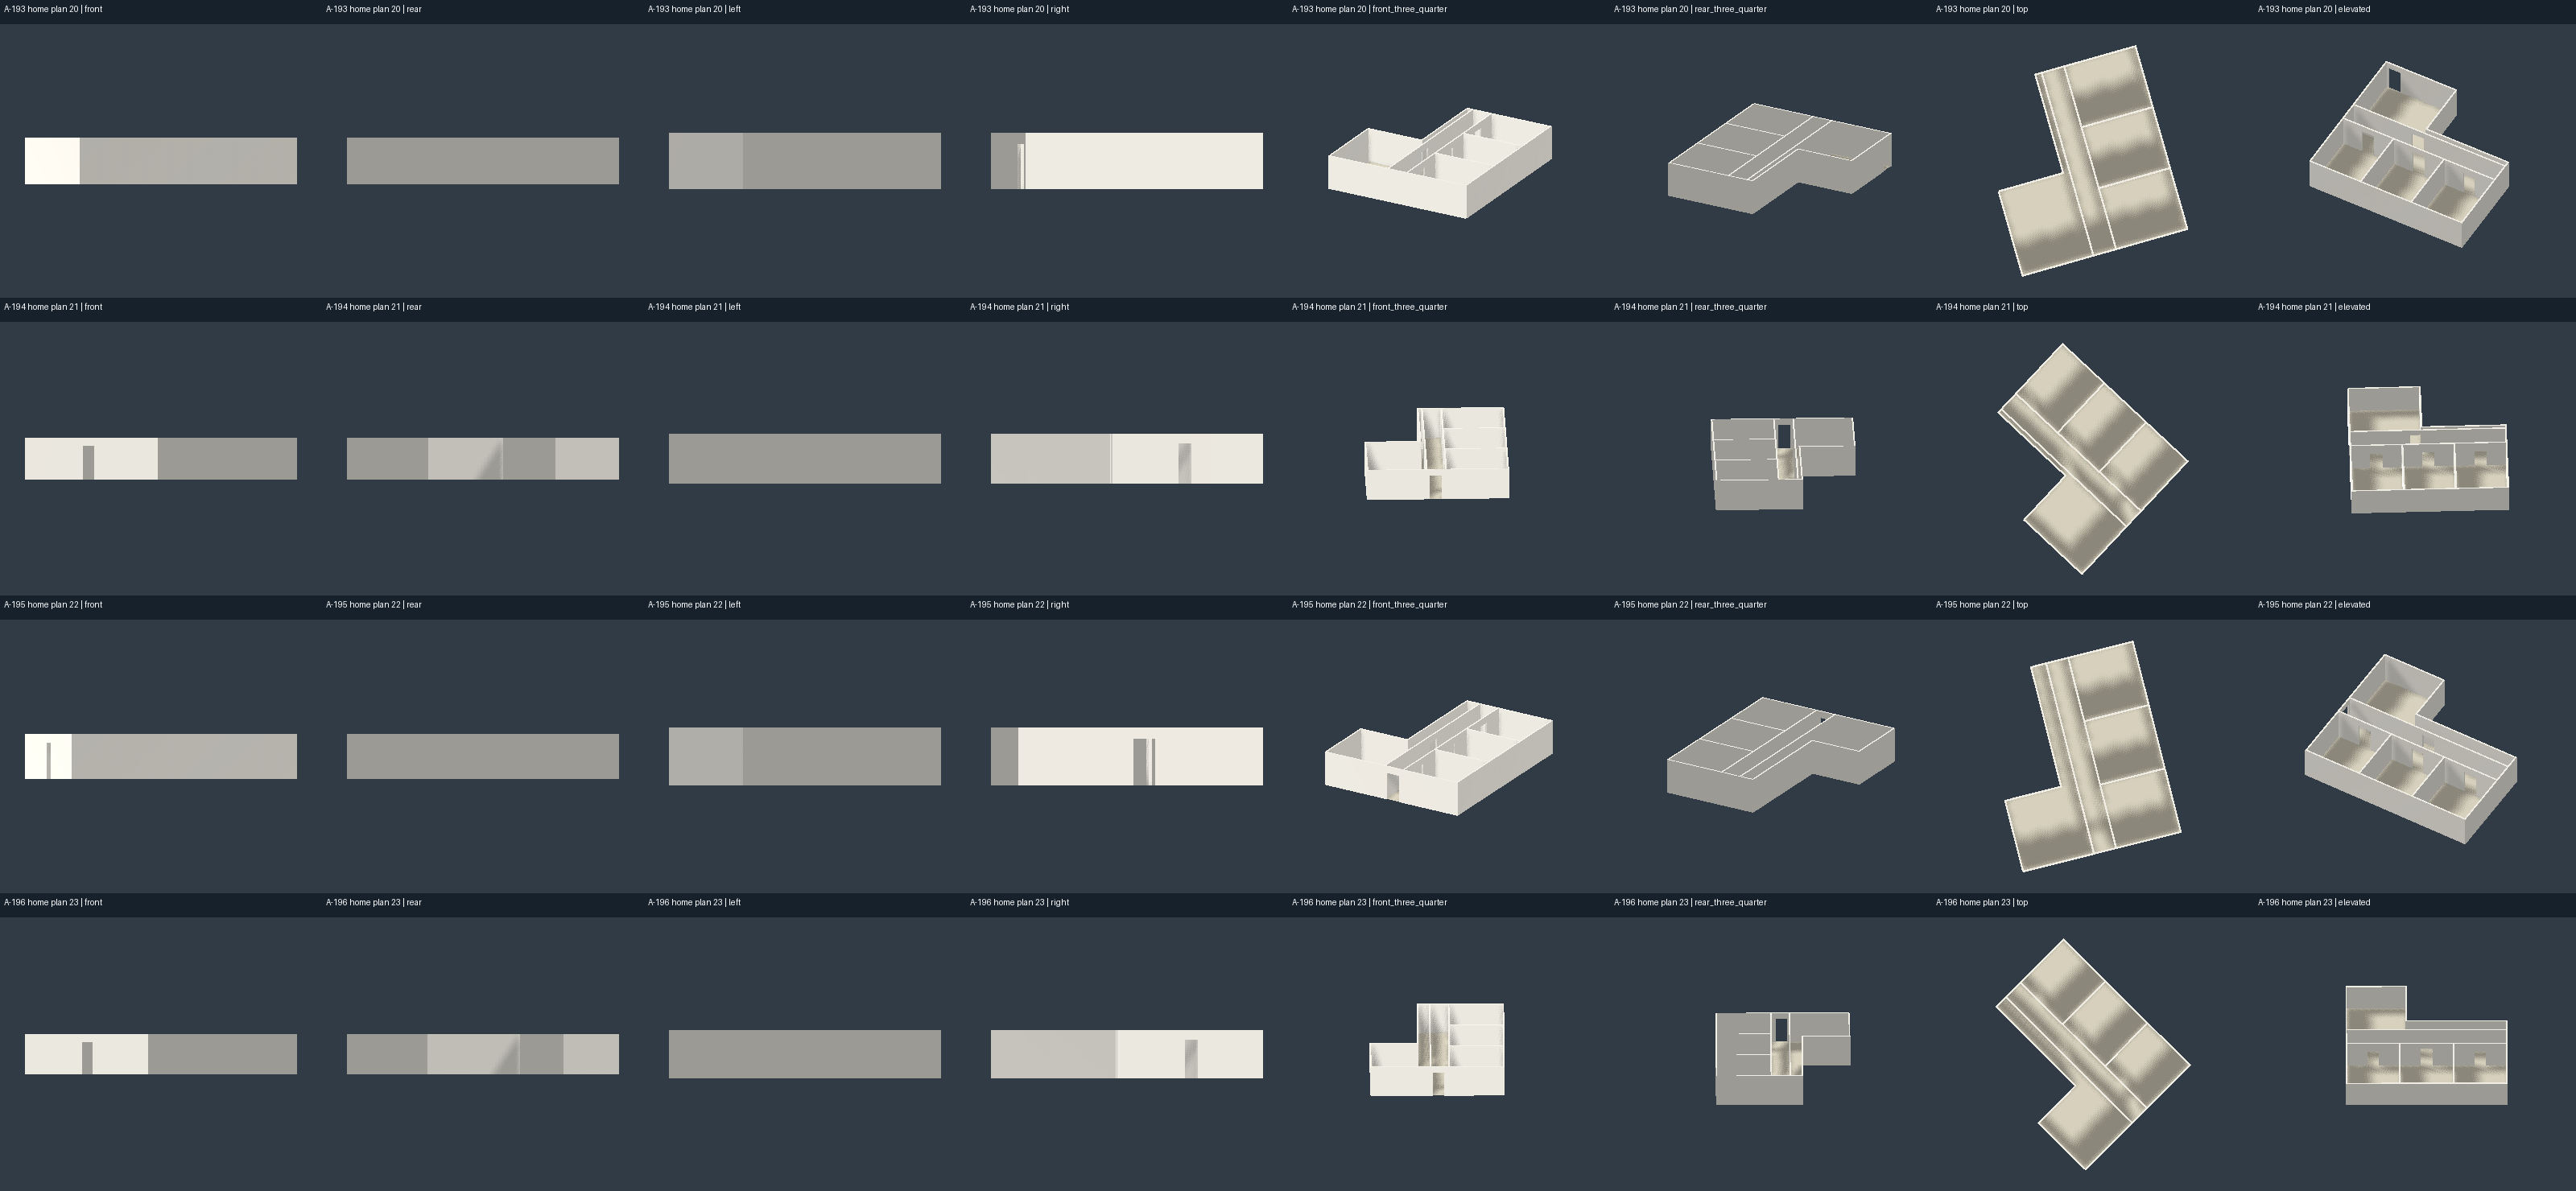 A-193 home plan 20 | front
A-193 home plan 20 | rear
A-193 home plan 20 | left
A-193 home plan 20 | right
A-193 home plan 20 | front_three_quarter
A-193 home plan 20 | rear_three_quarter
A-193 home plan 20 | top
A-193 home plan 20 | elevated
A-194 home plan 21 | front
A-194 home plan 21 | rear
A-194 home plan 21 | left
A-194 home plan 21 | right
A-194 home plan 21 | front_three_quarter
A-194 home plan 21 | rear_three_quarter
A-194 home plan 21 | top
A-194 home plan 21 | elevated
A-195 home plan 22 | front
A-195 home plan 22 | rear
A-195 home plan 22 | left
A-195 home plan 22 | right
A-195 home plan 22 | front_three_quarter
A-195 home plan 22 | rear_three_quarter
A-195 home plan 22 | top
A-195 home plan 22 | elevated
A-196 home plan 23 | front
A-196 home plan 23 | rear
A-196 home plan 23 | left
A-196 home plan 23 | right
A-196 home plan 23 | front_three_quarter
A-196 home plan 23 | rear_three_quarter
A-196 home plan 23 | top
A-196 home plan 23 | elevated